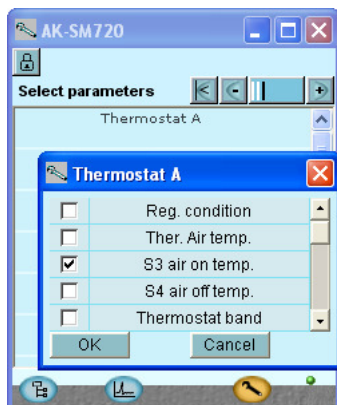 AK-SM720
Select parameters
Thermostat A
Thermostat A
Reg. condition
Ther. Air temp.
S3 air on temp.
S4 air off temp.
Thermostat band
OK Cancel